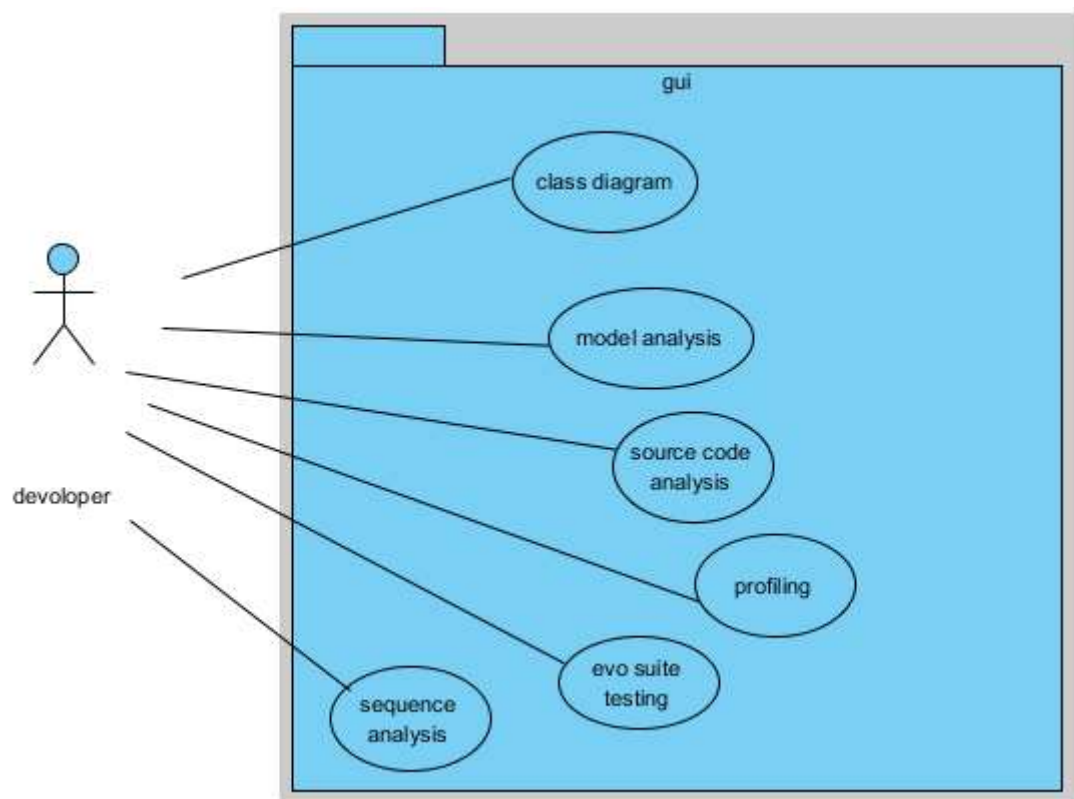 gui
class diagram
model analysis
source code
analysis
devoloper
profiling
evo suite
testing
sequence
analysis